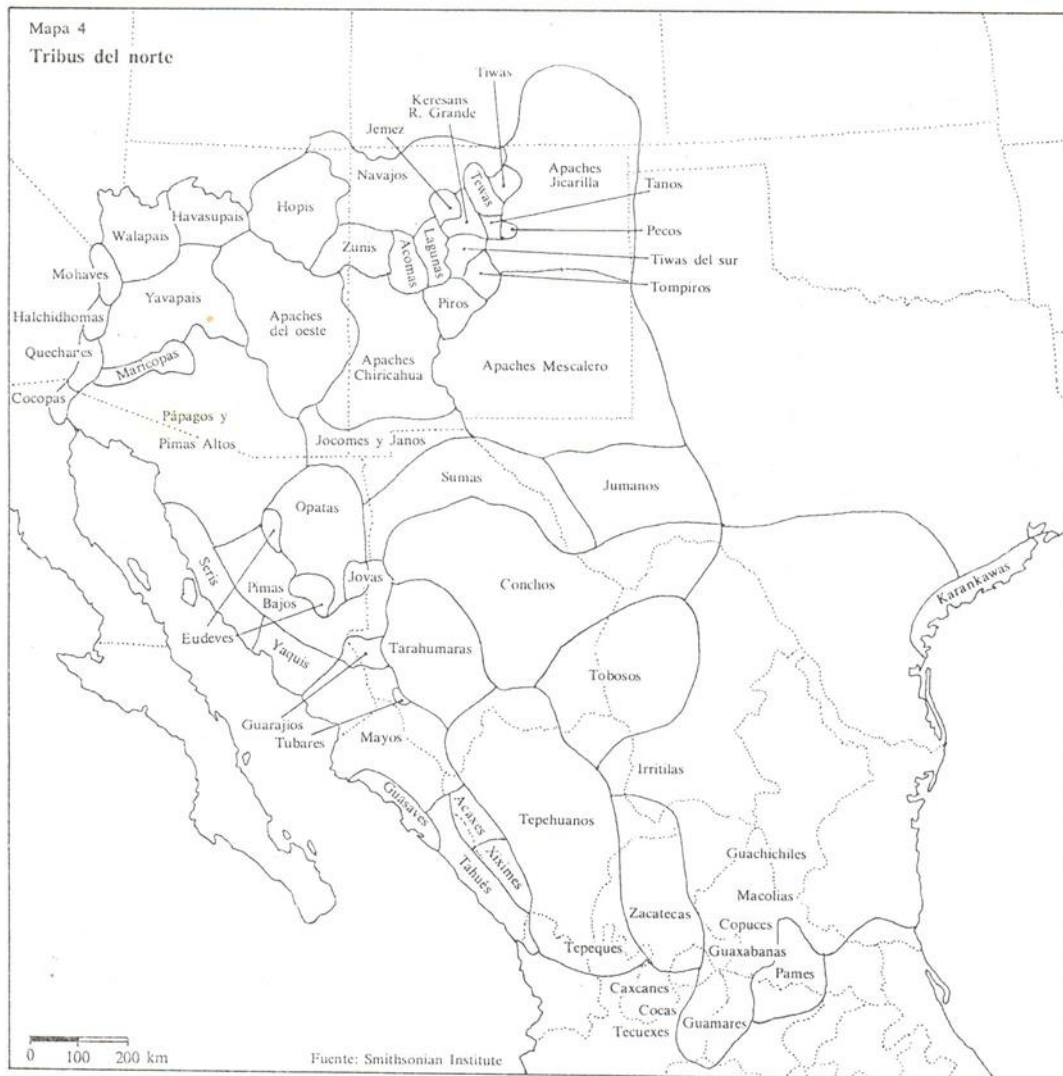 Mapa 4
Tribus del norte
Tiwas
Keresans
R. Grande
Jemez
Navajos
Tewas
Apaches
Jicarilla
Tanos
Hopis
Havasupais
Walapais
Zunis
Acomas
Lagunas
Pecos
Mohaves
Tiwas del sur
Yavapais
Tompiros
Halchidhomas
Apaches
del oeste
Piros
Quechares
Maricopas
Apaches
Chiricahua
Apaches Mescalero
Cocopas
Pápagos y
Pimas Altos
Jocomes y Janos
Sumas
Jumanos
Opatas
Seris
Pimas
Bajos
Jovas
Conchos
Karankawas
Eudeves
Yaquis
Tarahumaras
Tobosos
Guarajios
Tubares
Mayos
Irritilas
Guasaves
Acaxes
Tepehuanos
Xiximes
Tahués
Guachichiles
Macolias
Zacatecas
Copuces
Tepeques
Guaxabanas
Pames
Caxcanes
Cocas
Tecuexes
Guamares
0 100 200 km
Fuente: Smithsonian Institute